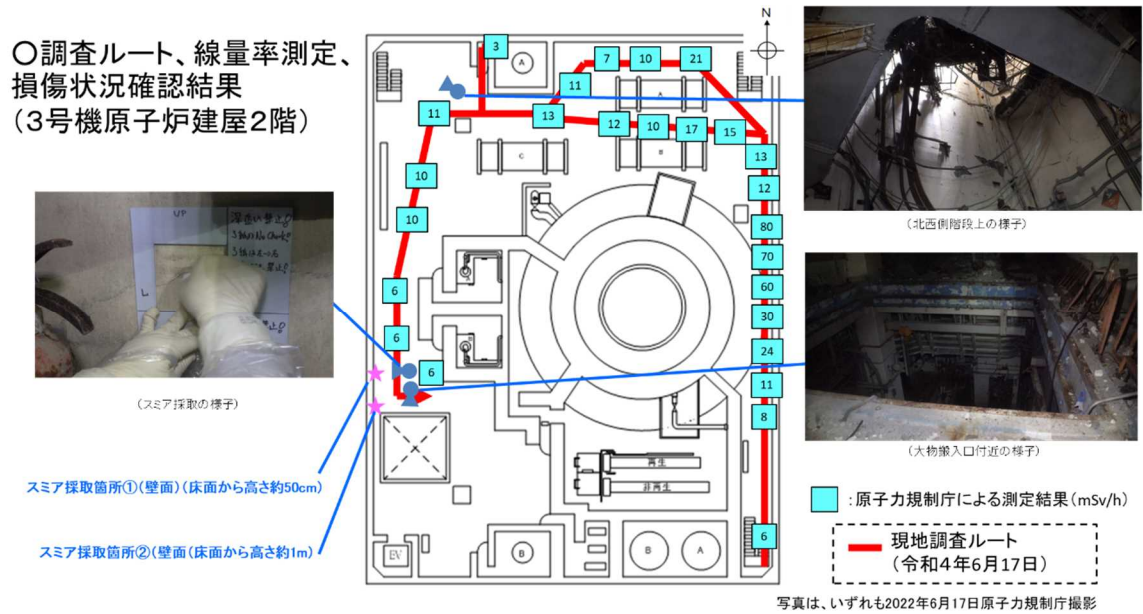 〇調査ルート、線量率測定、
損傷状況確認結果
(3号機原子炉建屋2階)
N
3
A
7
10
21
11
A
11
13
12
10
17
15
C
B
13
10
12
10
80
70
60
6
30
6
24
6
11
8
再生
非再生
6
EV
B
B
A
UP
(スミア採取の様子)
スミア採取箇所①(壁面)(床面から高さ約50cm)
スミア採取箇所②(壁面(床面から高さ約1m)
(北西側階段上の様子)
(大物搬入口付近の様子)
:原子力規制庁による測定結果(mSv/h)
現地調査ルート
(令和4年6月17日)
写真は、いずれも2022年6月17日原子力規制庁撮影